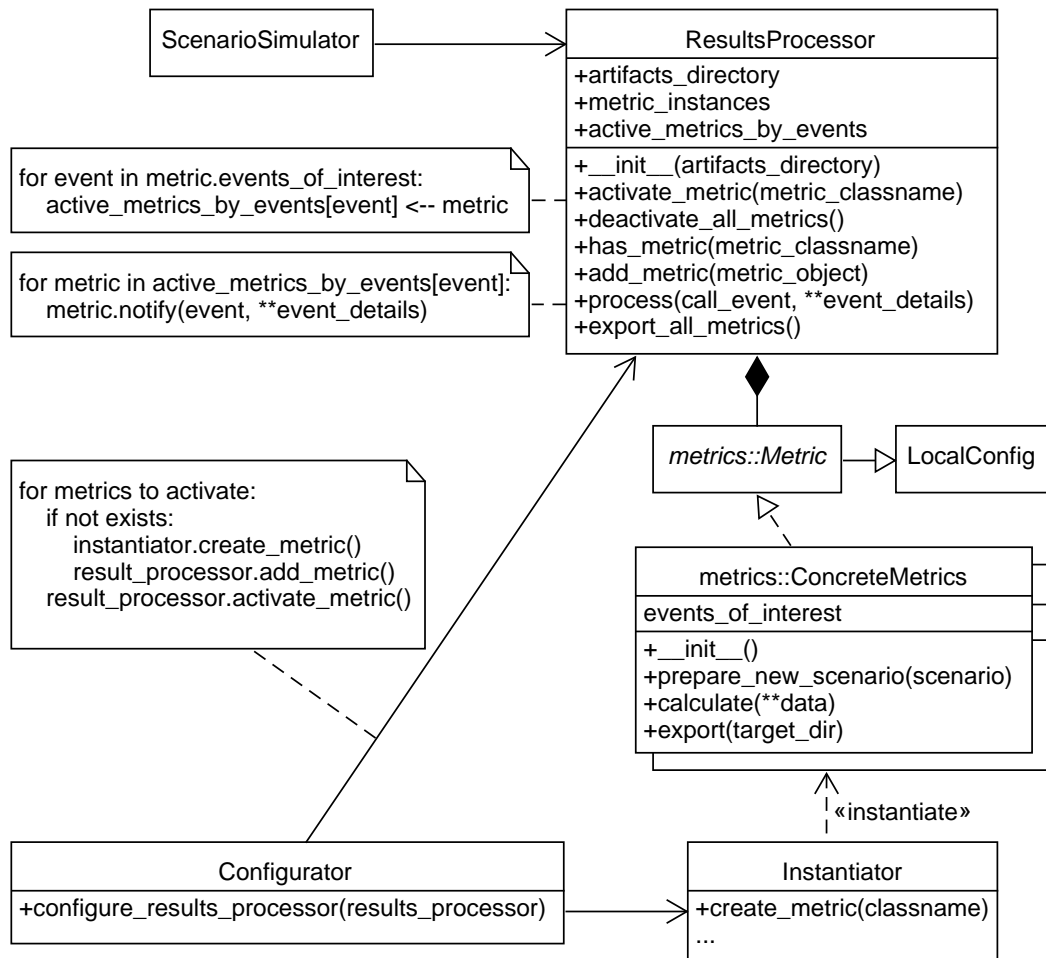 ScenarioSimulator
ResultsProcessor
+artifacts_directory
+metric_instances
+active_metrics_by_events
+__init__(artifacts_directory)
+activate_metric(metric_classname)
+deactivate_all_metrics()
+has_metric(metric_classname)
+add_metric(metric_object)
+process(call_event, **event_details)
+export_all_metrics()
for event in metric.events_of_interest:
active_metrics_by_events[event] <-- metric
for metric in active_metrics_by_events[event]:
metric.notify(event, **event_details)
metrics::Metric
LocalConfig
for metrics to activate:
if not exists:
instantiator.create_metric()
result_processor.add_metric()
result_processor.activate_metric()
metrics::ConcreteMetrics
events_of_interest
+__init__()
+prepare_new_scenario(scenario)
+calculate(**data)
+export(target_dir)
«instantiate»
Configurator
+configure_results_processor(results_processor)
Instantiator
+create_metric(classname)
...